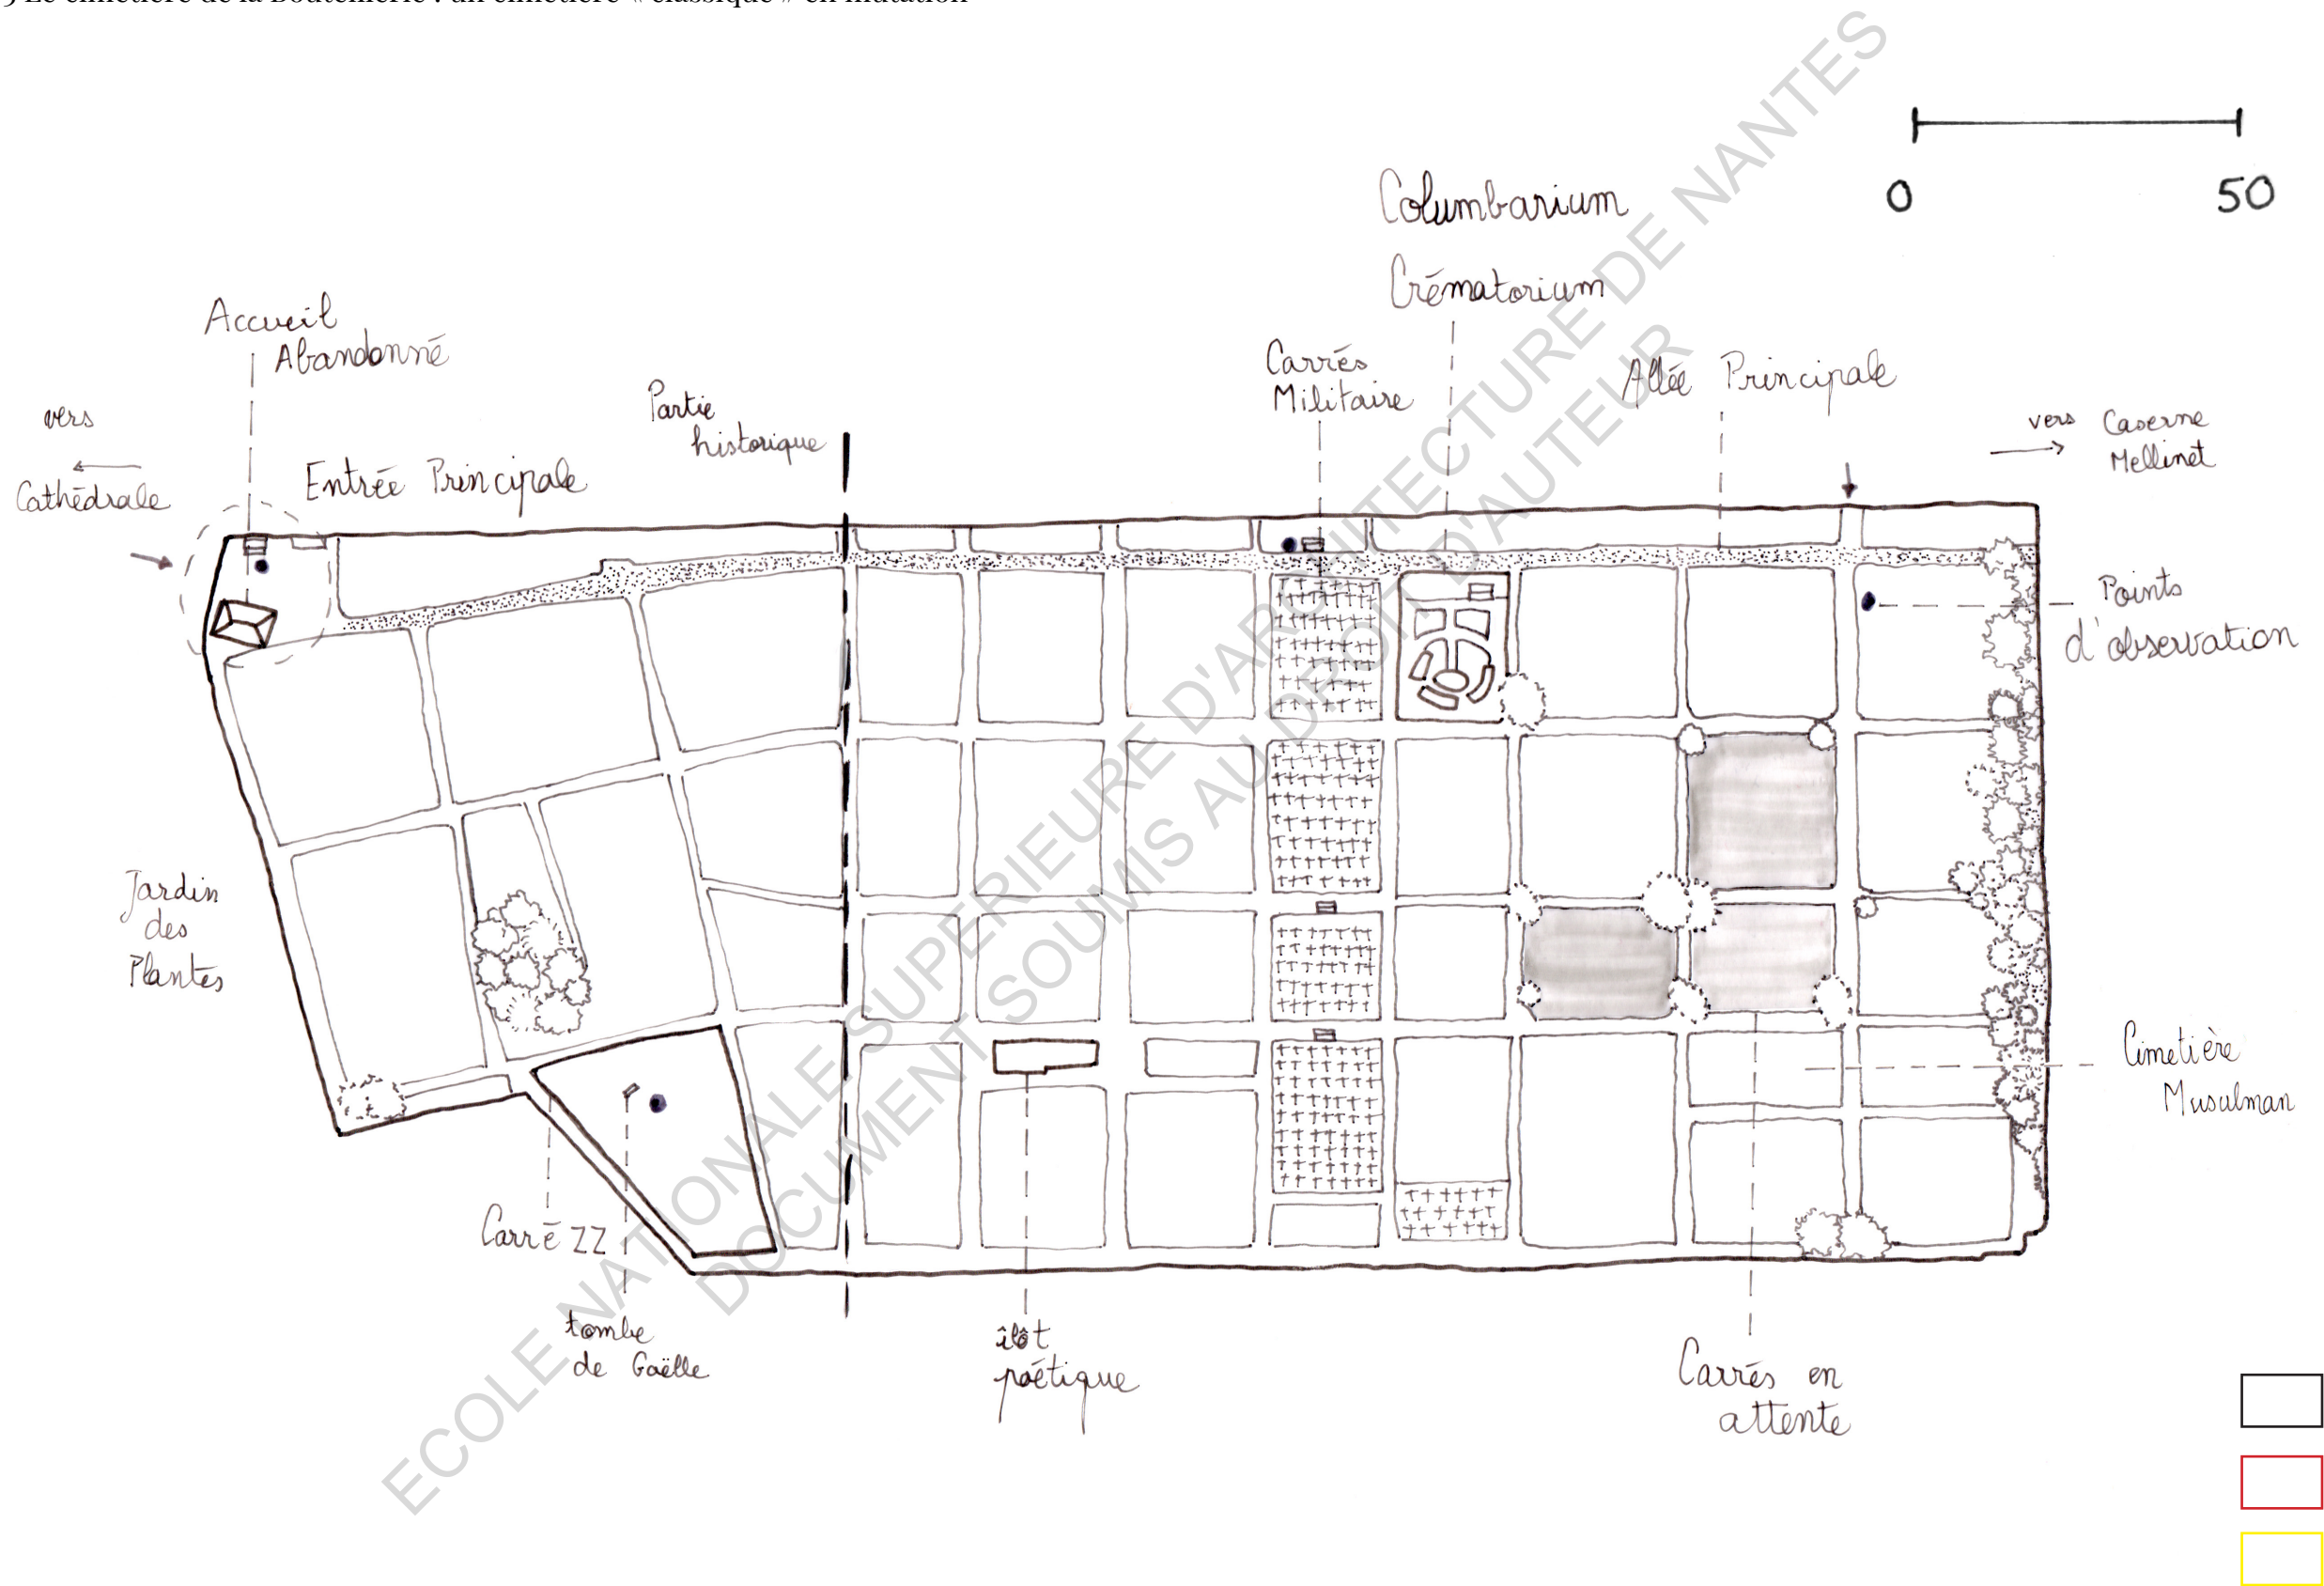 Le cimetière de la Bouteillerie : un cimetière « classique » en mutation
0 50
Columbarium
Crématorium
Accueil
Abandonné
Carrés
Militaire
Allée Principale
Partie
historique
vers
Cathédrale
Entrée Principale
vers Caserne
Mellinet
Points
d'observation
Jardin
des
Plantes
Cimetière
Musulman
Carré ZZ
tombe
de Gaëlle
îlôt
poétique
Carrés en
attente
ECOLE NATIONALE SUPERIEURE D'ARCHITECTURE DE NANTES
DOCUMENT SOUMIS AU DROIT D'AUTEUR